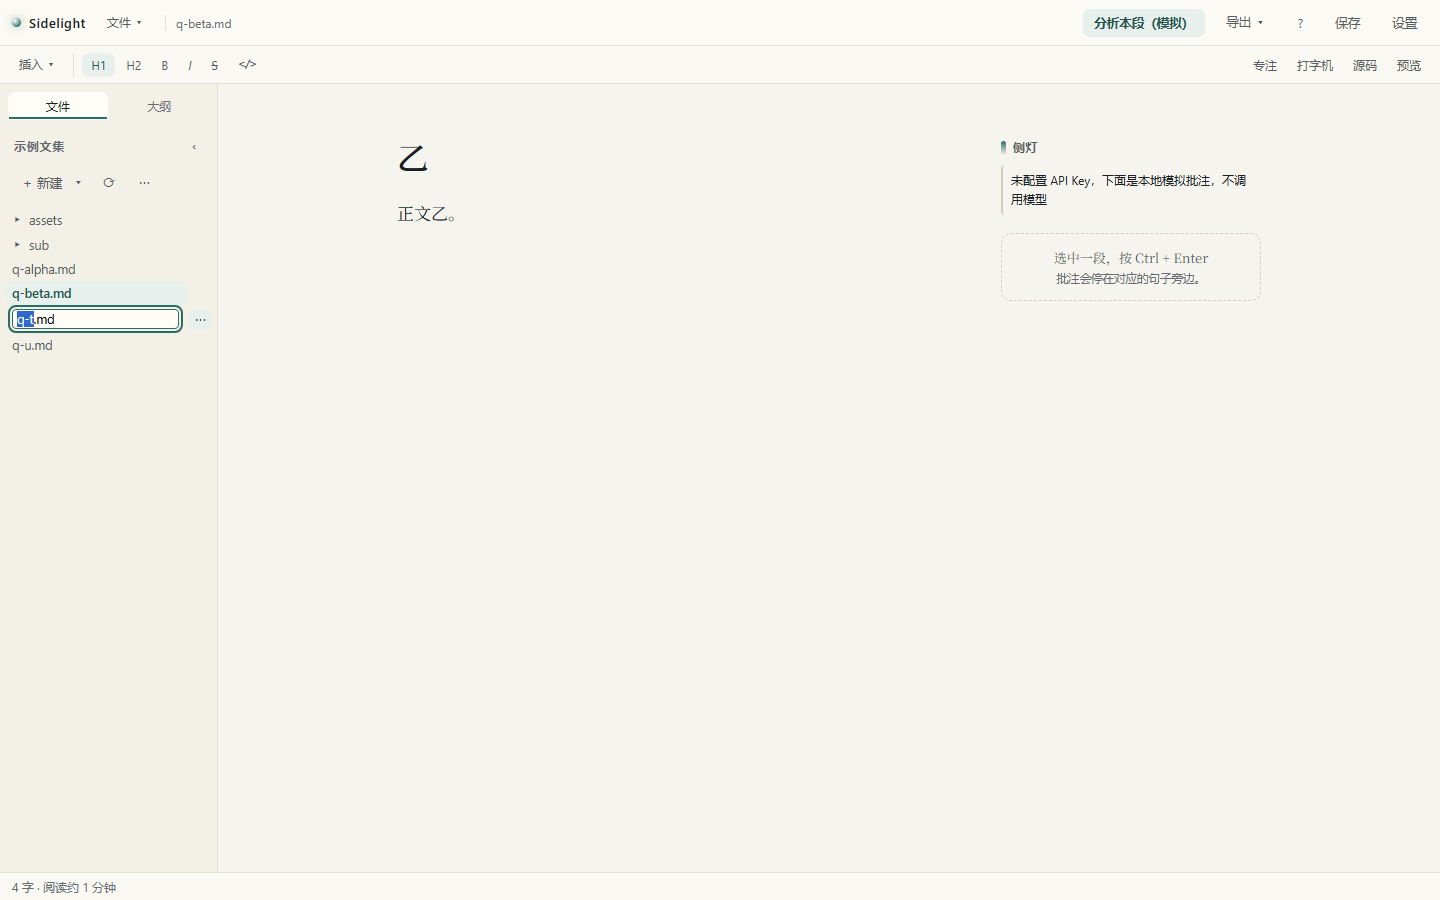 Sidelight 文件 ▾ q-beta.md 分析本段（模拟） 导出 ▾ ? 保存 设置
插入 ▾ H1 H2 B I S </> 专注 打字机 源码 预览
文件 大纲
示例文集 ‹
+ 新建 ▾ ⟳ ···
▸ assets
▸ sub
q-alpha.md
q-beta.md
q-t.md ···
q-u.md
乙
正文乙。
侧灯
未配置 API Key，下面是本地模拟批注，不调
用模型
选中一段，按 Ctrl + Enter
批注会停在对应的句子旁边。
4 字 · 阅读约 1 分钟